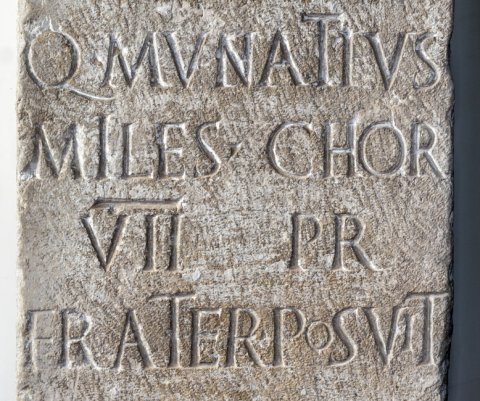 Q MVNATIVS
MILES CHOR
VII PR
FRATER POSVIT